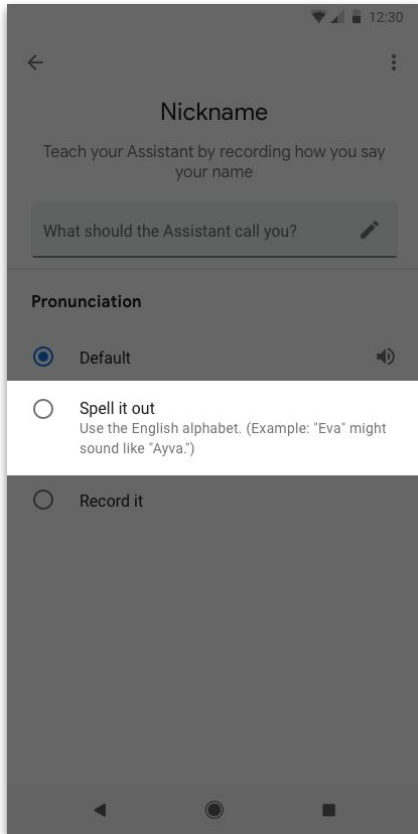 12:30
Nickname
Teach your Assistant by recording how you say
your name
What should the Assistant call you?
Pronunciation
Default
Spell it out
Use the English alphabet. (Example: "Eva" might
sound like "Ayva.")
Record it